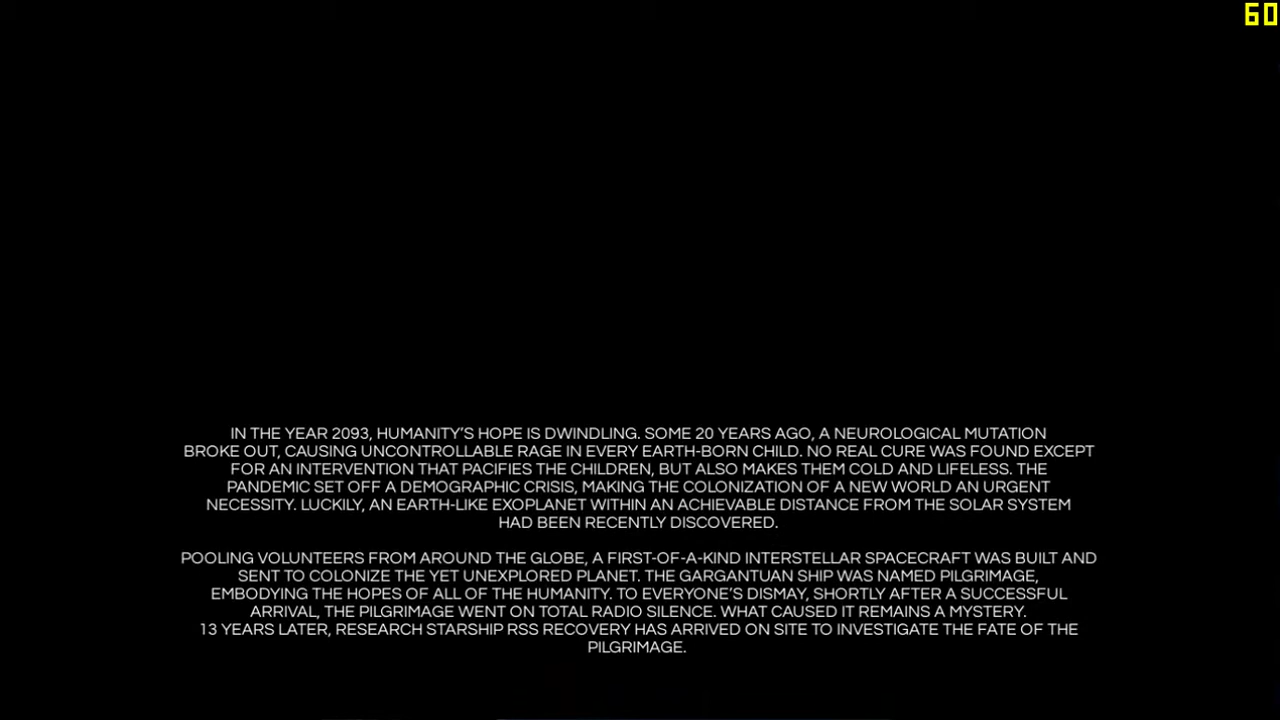 60
IN THE YEAR 2093, HUMANITY'S HOPE IS DWINDLING. SOME 20 YEARS AGO, A NEUROLOGICAL MUTATION
BROKE OUT, CAUSING UNCONTROLLABLE RAGE IN EVERY EARTH-BORN CHILD. NO REAL CURE WAS FOUND EXCEPT
FOR AN INTERVENTION THAT PACIFIES THE CHILDREN, BUT ALSO MAKES THEM COLD AND LIFELESS. THE
PANDEMIC SET OFF A DEMOGRAPHIC CRISIS, MAKING THE COLONIZATION OF A NEW WORLD AN URGENT
NECESSITY. LUCKILY, AN EARTH-LIKE EXOPLANET WITHIN AN ACHIEVABLE DISTANCE FROM THE SOLAR SYSTEM
HAD BEEN RECENTLY DISCOVERED.
POOLING VOLUNTEERS FROM AROUND THE GLOBE, A FIRST-OF-A-KIND INTERSTELLAR SPACECRAFT WAS BUILT AND
SENT TO COLONIZE THE YET UNEXPLORED PLANET. THE GARGANTUAN SHIP WAS NAMED PILGRIMAGE,
EMBODYING THE HOPES OF ALL OF THE HUMANITY. TO EVERYONE'S DISMAY, SHORTLY AFTER A SUCCESSFUL
ARRIVAL, THE PILGRIMAGE WENT ON TOTAL RADIO SILENCE. WHAT CAUSED IT REMAINS A MYSTERY.
13 YEARS LATER, RESEARCH STARSHIP RSS RECOVERY HAS ARRIVED ON SITE TO INVESTIGATE THE FATE OF THE
PILGRIMAGE.